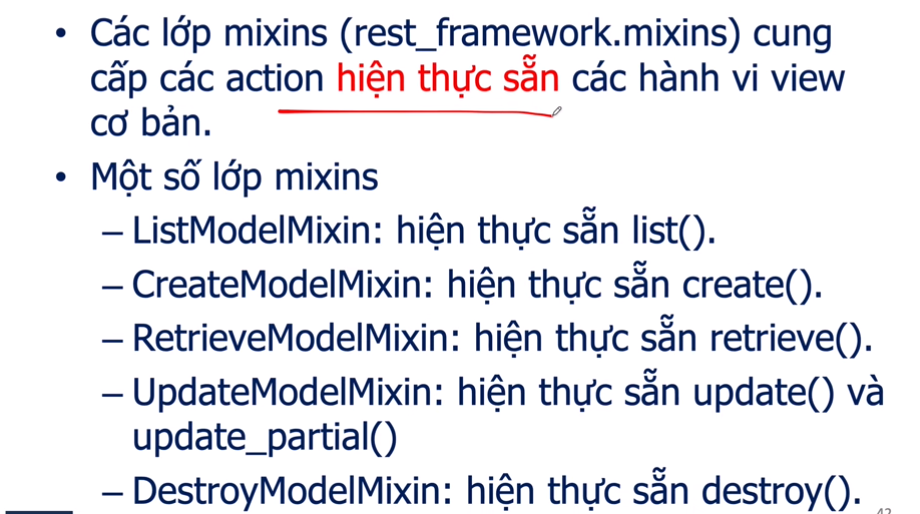 • Các lớp mixins (rest_framework.mixins) cung
cấp các action hiện thực sẵn các hành vi view
cơ bản.
• Một số lớp mixins
– ListModelMixin: hiện thực sẵn list().
– CreateModelMixin: hiện thực sẵn create().
– RetrieveModelMixin: hiện thực sẵn retrieve().
– UpdateModelMixin: hiện thực sẵn update() và
update_partial()
– DestroyModelMixin: hiện thực sẵn destroy().